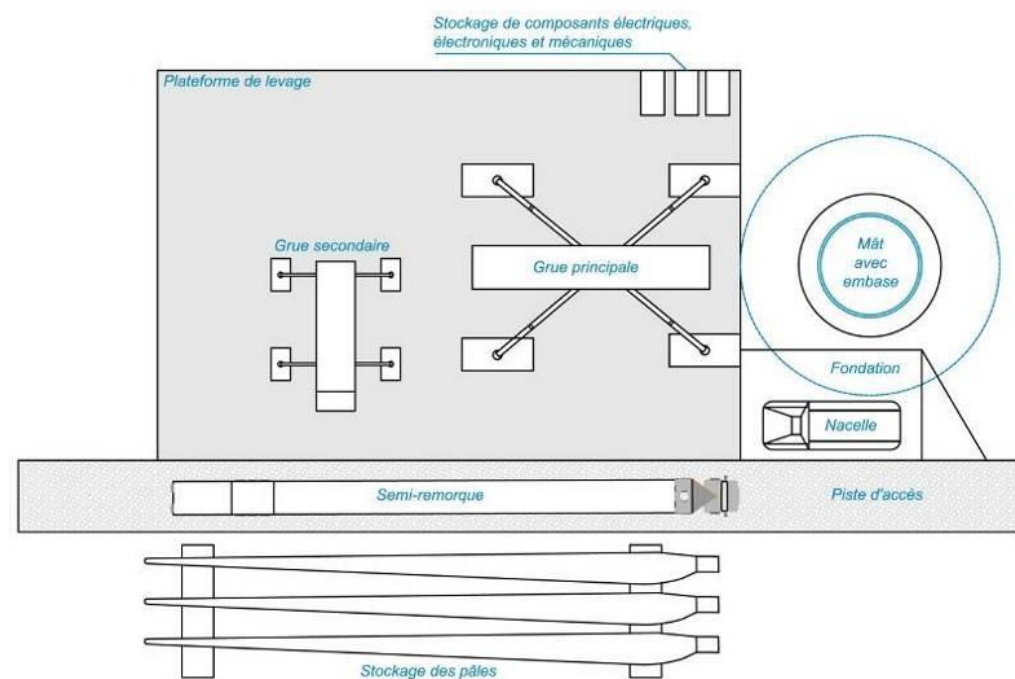 Stockage de composants électriques,
électroniques et mécaniques
Plateforme de levage
Grue secondaire
Grue principale
Mât
avec
embase
Fondation
Nacelle
Semi-remorque
Piste d'accès
Stockage des pâles